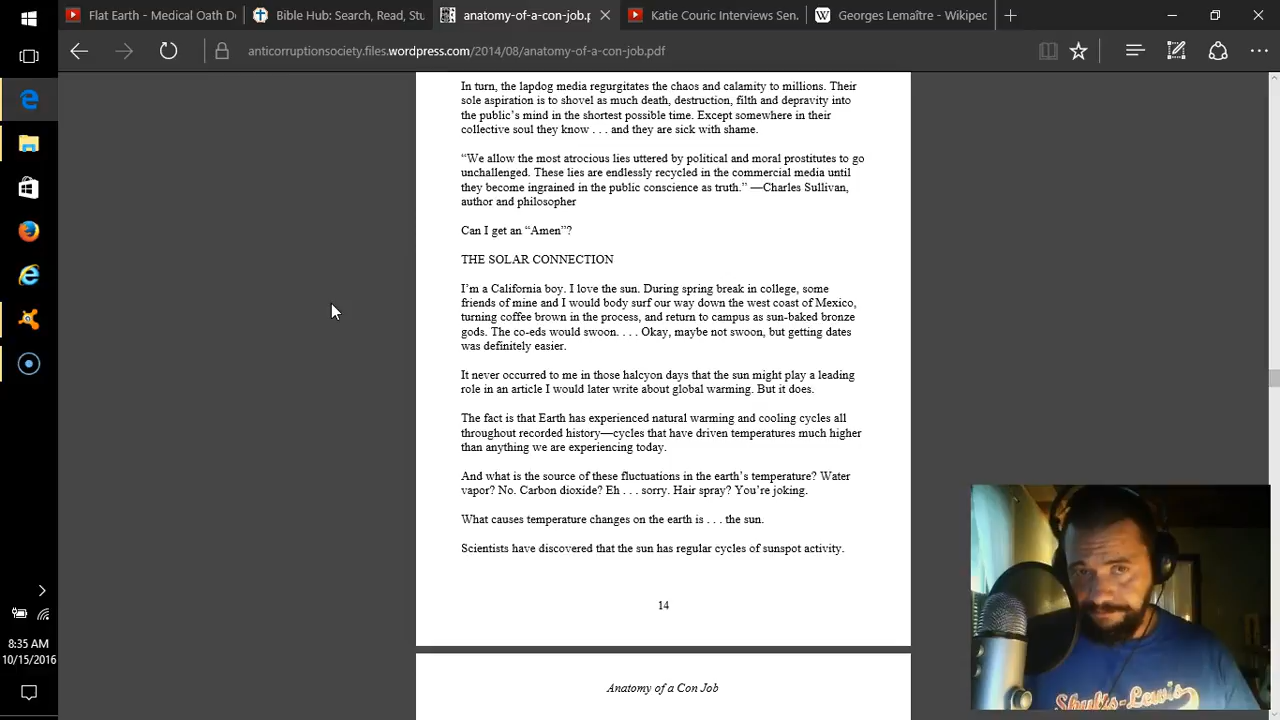 Flat Earth - Medical Oath D
Bible Hub: Search, Read, Stu
anatomy-of-a-con-job.p
Katie Couric Interviews Sen.
Georges Lemaître - Wikipec
anticorruptionsociety.files.wordpress.com/2014/08/anatomy-of-a-con-job.pdf
In turn, the lapdog media regurgitates the chaos and calamity to millions. Their
sole aspiration is to shovel as much death, destruction, filth and depravity into
the public's mind in the shortest possible time. Except somewhere in their
collective soul they know . . . and they are sick with shame.
“We allow the most atrocious lies uttered by political and moral prostitutes to go
unchallenged. These lies are endlessly recycled in the commercial media until
they become ingrained in the public conscience as truth.” —Charles Sullivan,
author and philosopher
Can I get an “Amen”?
THE SOLAR CONNECTION
I'm a California boy. I love the sun. During spring break in college, some
friends of mine and I would body surf our way down the west coast of Mexico,
turning coffee brown in the process, and return to campus as sun-baked bronze
gods. The co-eds would swoon. . . . Okay, maybe not swoon, but getting dates
was definitely easier.
It never occurred to me in those halcyon days that the sun might play a leading
role in an article I would later write about global warming. But it does.
The fact is that Earth has experienced natural warming and cooling cycles all
throughout recorded history—cycles that have driven temperatures much higher
than anything we are experiencing today.
And what is the source of these fluctuations in the earth's temperature? Water
vapor? No. Carbon dioxide? Eh . . . sorry. Hair spray? You're joking.
What causes temperature changes on the earth is . . . the sun.
Scientists have discovered that the sun has regular cycles of sunspot activity.
14
Anatomy of a Con Job
8:35 AM
10/15/2016
Shults-Lewis